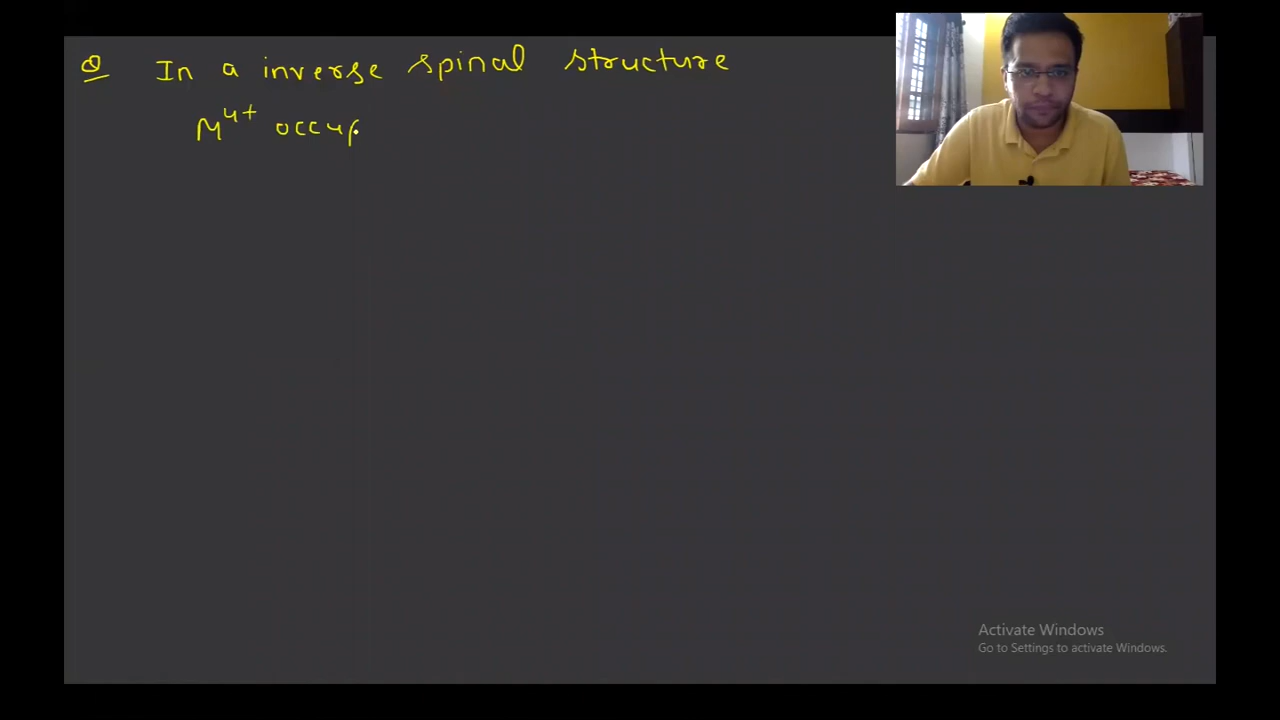 Q In a inverse spinal structure
M⁴⁺ occup
Activate Windows
Go to Settings to activate Windows.